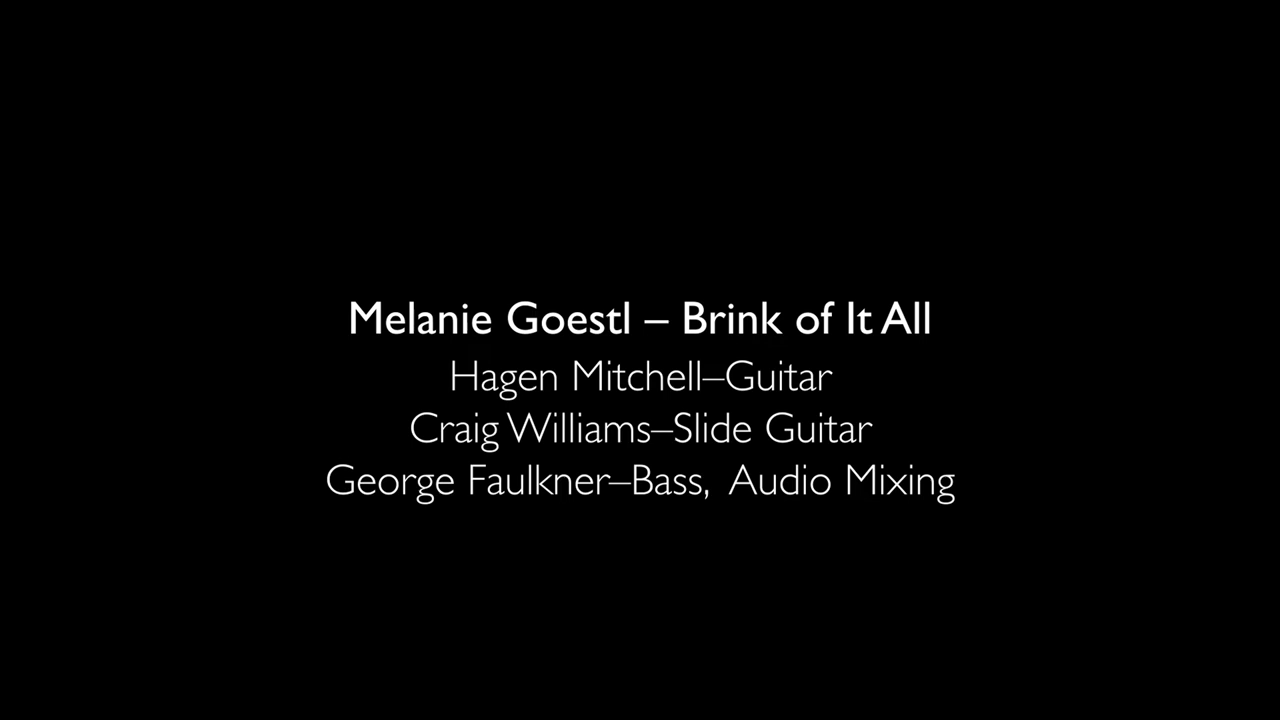 Melanie Goestl – Brink of It All
Hagen Mitchell–Guitar
Craig Williams–Slide Guitar
George Faulkner–Bass, Audio Mixing